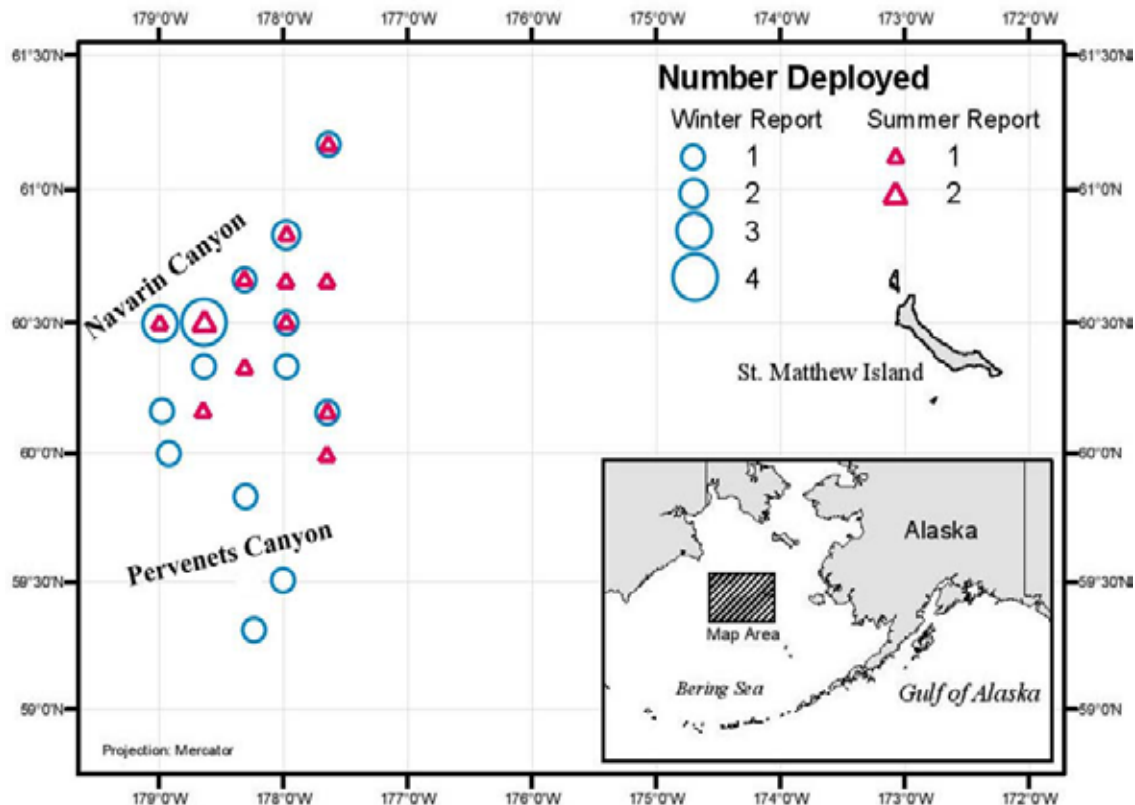 179°0'W 178°0'W 177°0'W 176°0'W 175°0'W 174°0'W 173°0'W 172°0'W
61°30'N 61°30'N
Number Deployed
Winter Report Summer Report
1 1
2 2
3
4
61°0'N 61°0'N
Navarin Canyon
60°30'N 60°30'N
St. Matthew Island
60°0'N 60°0'N
Pervenets Canyon
Alaska
59°30'N 59°30'N
Map Area
Bering Sea Gulf of Alaska
59°0'N 59°0'N
Projection: Mercator
179°0'W 178°0'W 177°0'W 176°0'W 175°0'W 174°0'W 173°0'W 172°0'W